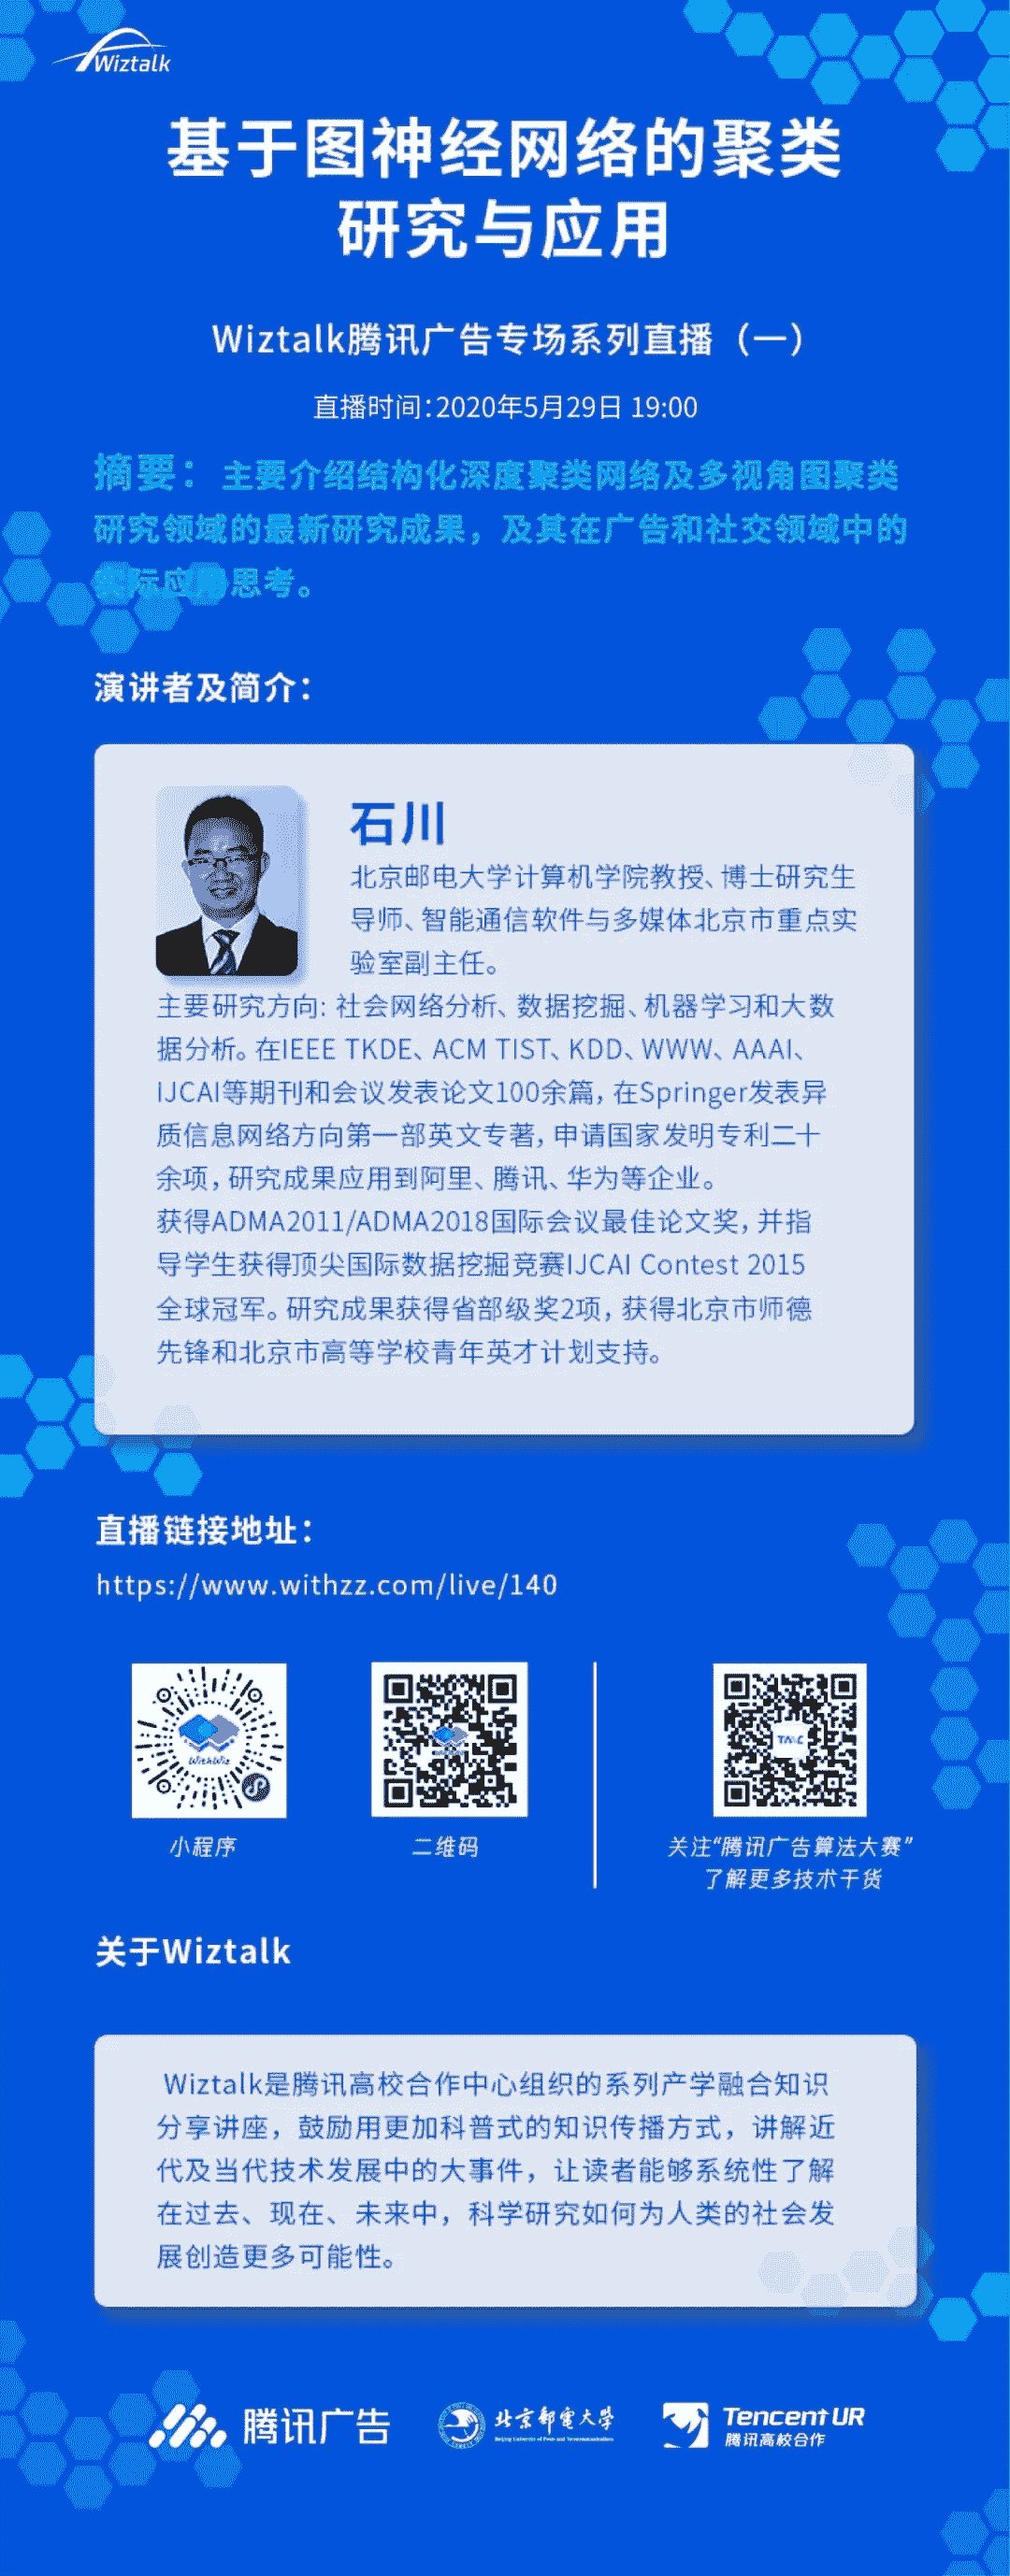 Wiztalk
基于图神经网络的聚类
研究与应用
Wiztalk腾讯广告专场系列直播（一）
直播时间：2020年5月29日 19:00
摘要： 主要介绍结构化深度聚类网络及多视角图聚类
研究领域的最新研究成果，及其在广告和社交领域中的
实际应用思考。
演讲者及简介：
石川
北京邮电大学计算机学院教授、博士研究生
导师、智能通信软件与多媒体北京市重点实
验室副主任。
主要研究方向: 社会网络分析、数据挖掘、机器学习和大数
据分析。在IEEE TKDE、ACM TIST、KDD、WWW、AAAI、
IJCAI等期刊和会议发表论文100余篇，在Springer发表异
质信息网络方向第一部英文专著，申请国家发明专利二十
余项，研究成果应用到阿里、腾讯、华为等企业。
获得ADMA2011/ADMA2018国际会议最佳论文奖，并指
导学生获得顶尖国际数据挖掘竞赛IJCAI Contest 2015
全球冠军。研究成果获得省部级奖2项，获得北京市师德
先锋和北京市高等学校青年英才计划支持。
直播链接地址：
https://www.withzz.com/live/140
WithWiz
TAAC
小程序
二维码
关注“腾讯广告算法大赛”
了解更多技术干货
关于Wiztalk
Wiztalk是腾讯高校合作中心组织的系列产学融合知识
分享讲座，鼓励用更加科普式的知识传播方式，讲解近
代及当代技术发展中的大事件，让读者能够系统性了解
在过去、现在、未来中，科学研究如何为人类的社会发
展创造更多可能性。
腾讯广告
北京郵電大学
Beijing University of Posts and Telecommunications
Tencent UR
腾讯高校合作